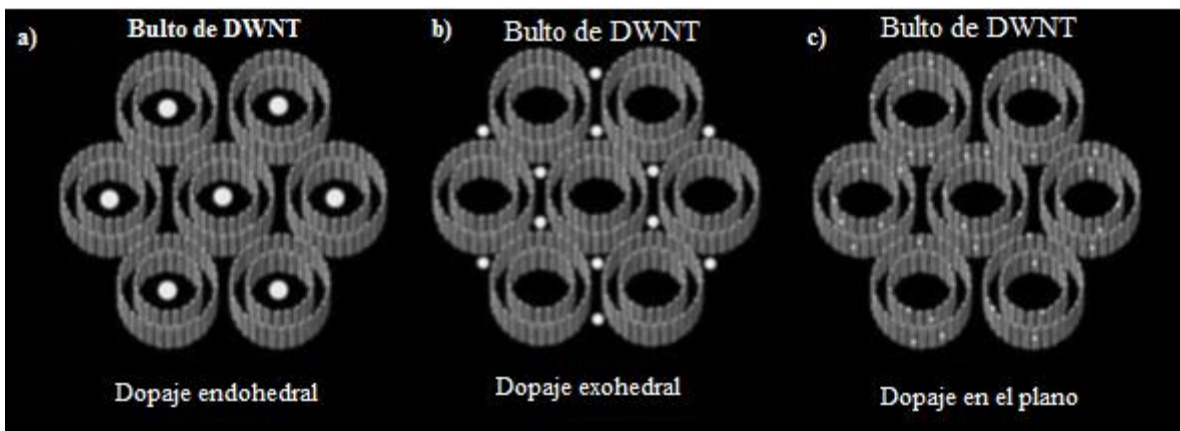 a)
Bulto de DWNT
b)
Bulto de DWNT
c)
Bulto de DWNT
Dopaje endohedral
Dopaje exohedral
Dopaje en el plano